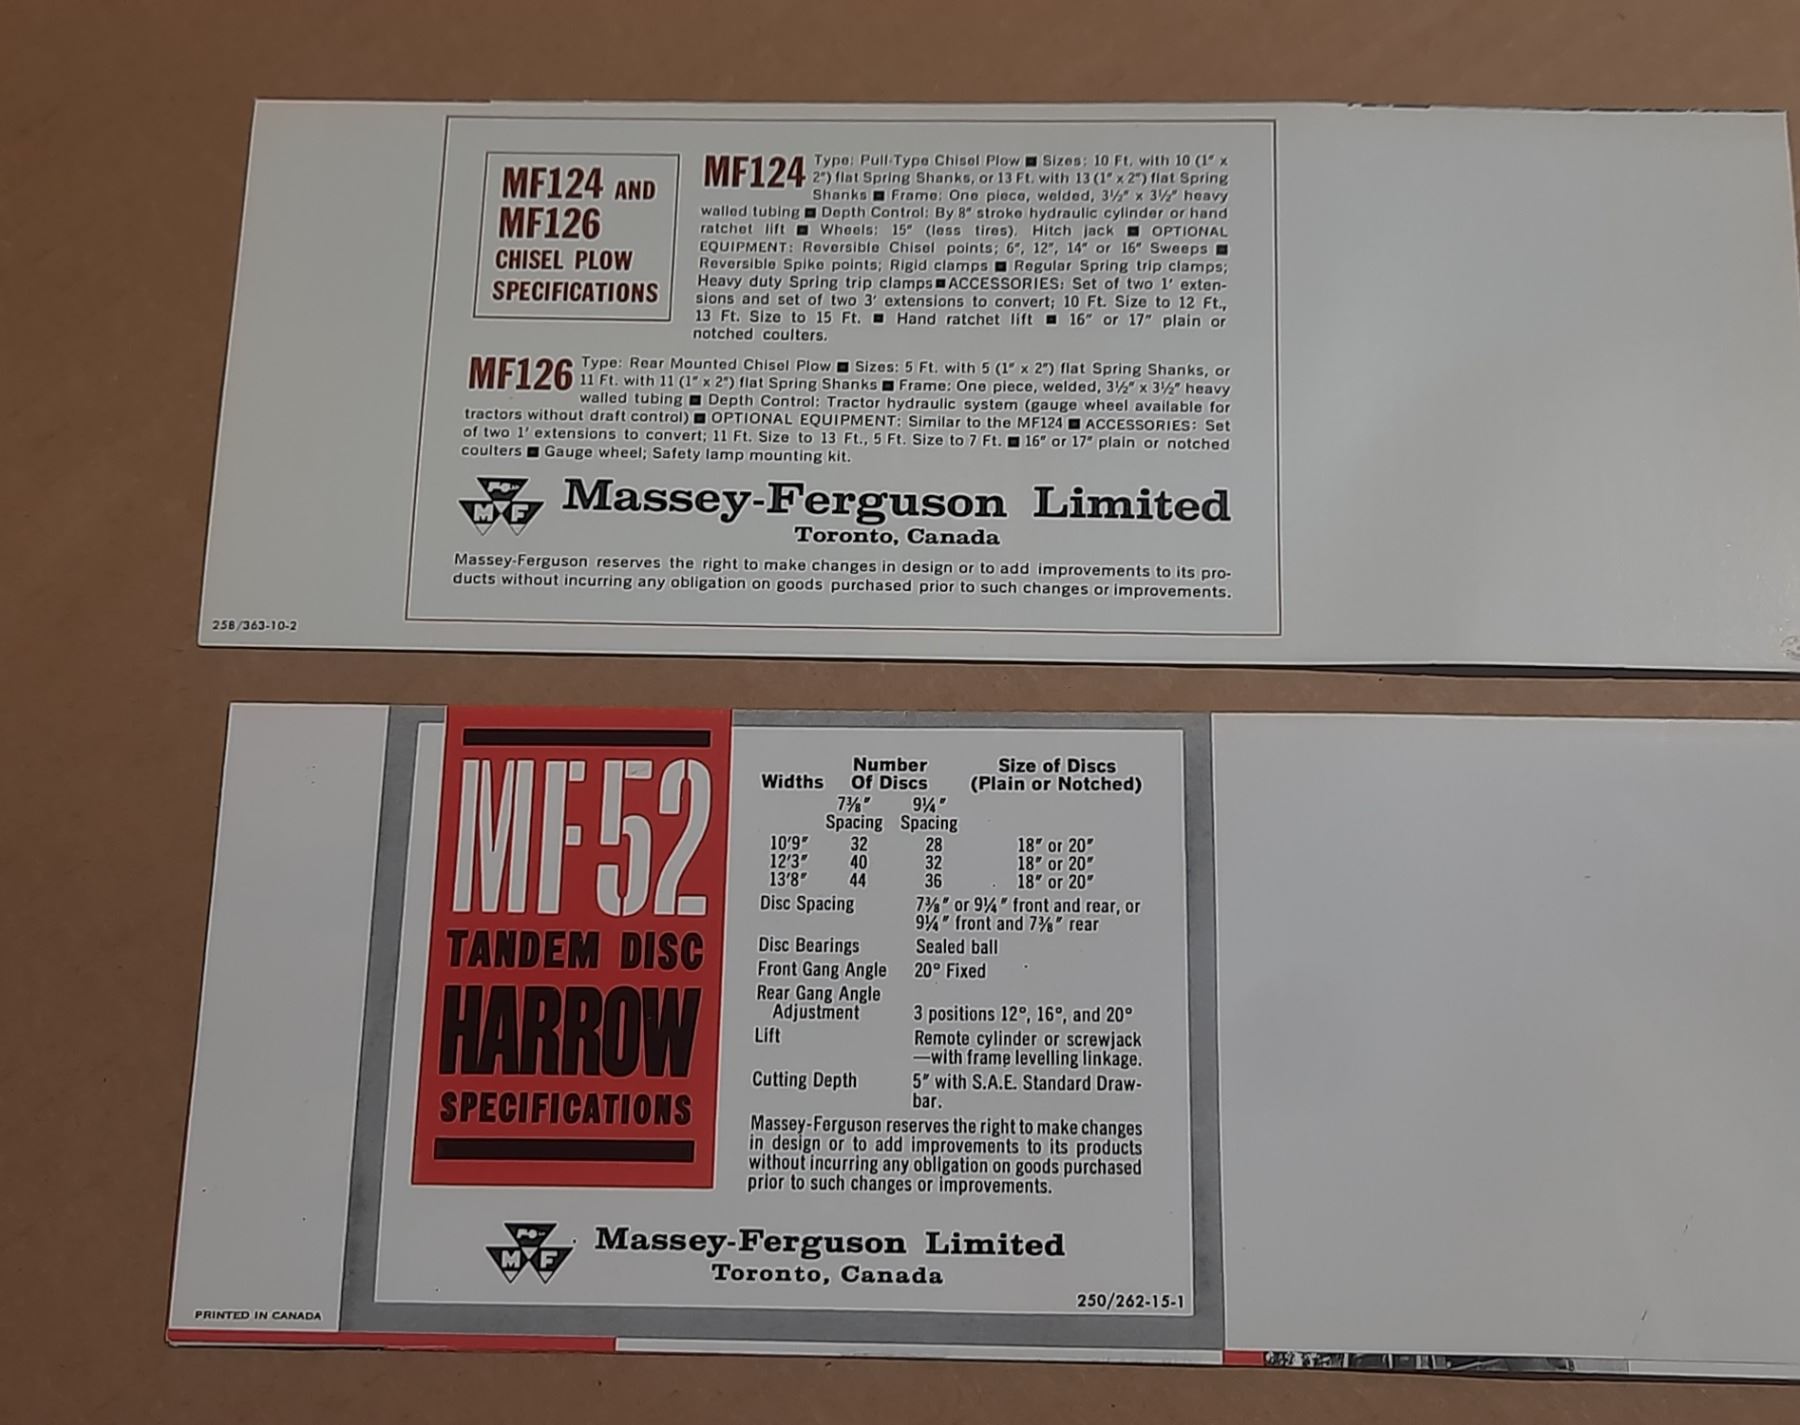 MF124 AND
MF126
CHISEL PLOW
SPECIFICATIONS
MF124 Type: Pull-Type Chisel Plow ■ Sizes: 10 Ft. with 10 (1″ x
2″) flat Spring Shanks, or 13 Ft. with 13 (1″ x 2″) flat Spring
Shanks ■ Frame: One piece, welded, 3½″ x 3½″ heavy
walled tubing ■ Depth Control: By 8″ stroke hydraulic cylinder or hand
ratchet lift ■ Wheels: 15″ (less tires). Hitch jack ■ OPTIONAL
EQUIPMENT: Reversible Chisel points; 6″, 12″, 14″ or 16″ Sweeps ■
Reversible Spike points; Rigid clamps ■ Regular Spring trip clamps;
Heavy duty Spring trip clamps ■ ACCESSORIES: Set of two 1′ exten-
sions and set of two 3′ extensions to convert; 10 Ft. Size to 12 Ft.,
13 Ft. Size to 15 Ft. ■ Hand ratchet lift ■ 16″ or 17″ plain or
notched coulters.
MF126 Type: Rear Mounted Chisel Plow ■ Sizes: 5 Ft. with 5 (1″ x 2″) flat Spring Shanks, or
11 Ft. with 11 (1″ x 2″) flat Spring Shanks ■ Frame: One piece, welded, 3½″ x 3½″ heavy
walled tubing ■ Depth Control: Tractor hydraulic system (gauge wheel available for
tractors without draft control) ■ OPTIONAL EQUIPMENT: Similar to the MF124 ■ ACCESSORIES: Set
of two 1′ extensions to convert; 11 Ft. Size to 13 Ft., 5 Ft. Size to 7 Ft. ■ 16″ or 17″ plain or notched
coulters ■ Gauge wheel; Safety lamp mounting kit.
MF Massey-Ferguson Limited
Toronto, Canada
Massey-Ferguson reserves the right to make changes in design or to add improvements to its pro-
ducts without incurring any obligation on goods purchased prior to such changes or improvements.
258/363-10-2
MF52
TANDEM DISC
HARROW
SPECIFICATIONS
Widths Number Of Discs Size of Discs (Plain or Notched)
7⅜″ Spacing 9¼″ Spacing
10′9″ 32 28 18″ or 20″
12′3″ 40 32 18″ or 20″
13′8″ 44 36 18″ or 20″
Disc Spacing 7⅜″ or 9¼″ front and rear, or
9¼″ front and 7⅜″ rear
Disc Bearings Sealed ball
Front Gang Angle 20° Fixed
Rear Gang Angle
Adjustment 3 positions 12°, 16°, and 20°
Lift Remote cylinder or screwjack
—with frame levelling linkage.
Cutting Depth 5″ with S.A.E. Standard Draw-
bar.
Massey-Ferguson reserves the right to make changes
in design or to add improvements to its products
without incurring any obligation on goods purchased
prior to such changes or improvements.
MF Massey-Ferguson Limited
Toronto, Canada
250/262-15-1
PRINTED IN CANADA